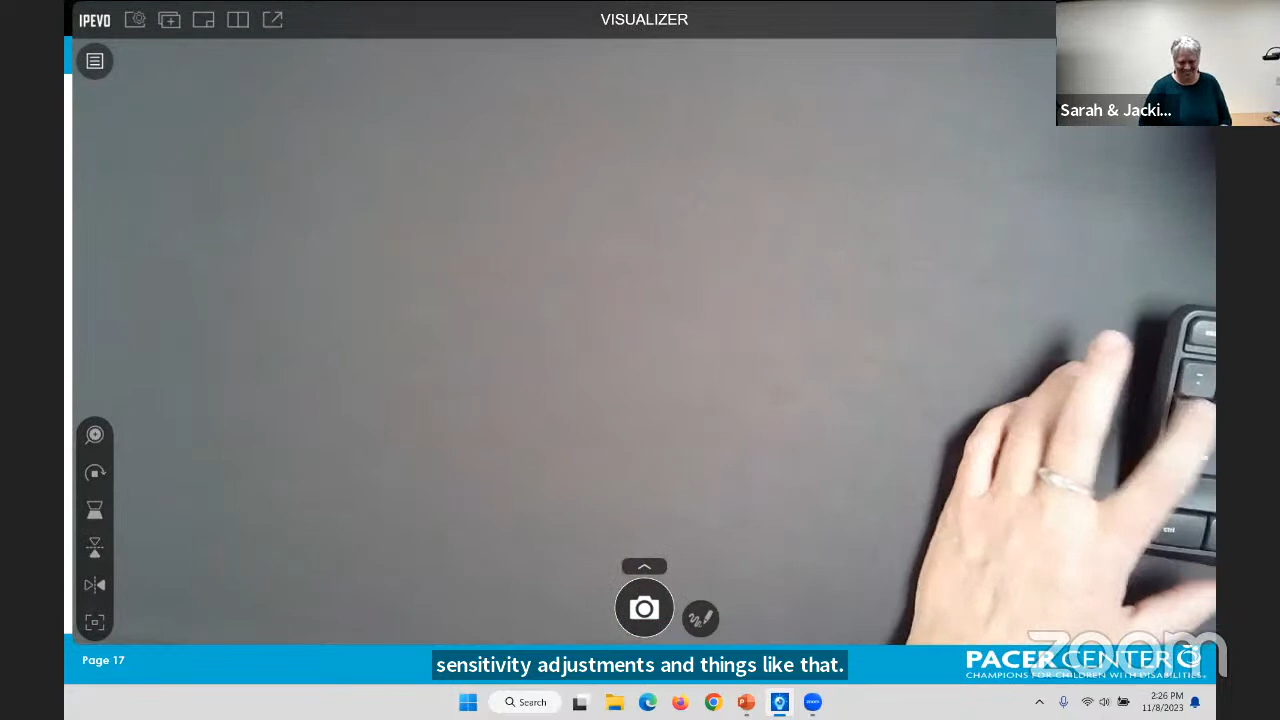 IPEVO
VISUALIZER
Sarah & Jacki...
Page 17
sensitivity adjustments and things like that.
PACER CENTER
CHAMPIONS FOR CHILDREN WITH DISABILITIES
zoom
Search
zoom
2:26 PM
11/8/2023